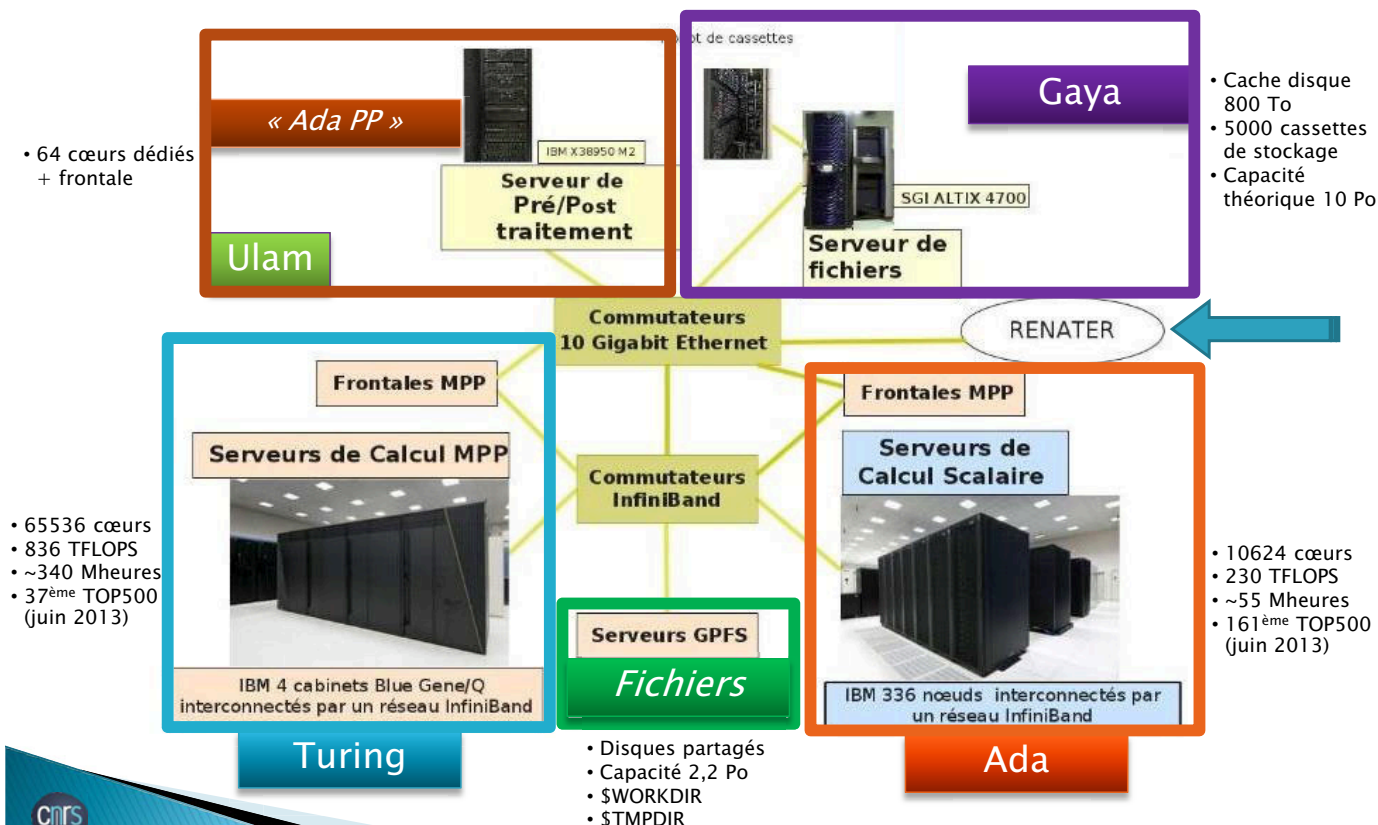 de cassettes
« Ada PP »
• 64 cœurs dédiés
+ frontale
IBM X38950 M2
Serveur de
Pré/Post
traitement
Ulam
Gaya
SGI ALTIX 4700
Serveur de
fichiers
• Cache disque
800 To
• 5000 cassettes
de stockage
• Capacité
théorique 10 Po
Commutateurs
10 Gigabit Ethernet
RENATER
Frontales MPP
Serveurs de Calcul MPP
• 65536 cœurs
• 836 TFLOPS
• ~340 Mheures
• 37ème TOP500
(juin 2013)
IBM 4 cabinets Blue Gene/Q
interconnectés par un réseau InfiniBand
Turing
Commutateurs
InfiniBand
Serveurs GPFS
Fichiers
• Disques partagés
• Capacité 2,2 Po
• $WORKDIR
• $TMPDIR
Frontales MPP
Serveurs de
Calcul Scalaire
• 10624 cœurs
• 230 TFLOPS
• ~55 Mheures
• 161ème TOP500
(juin 2013)
IBM 336 nœuds interconnectés par
un réseau InfiniBand
Ada
cnrs